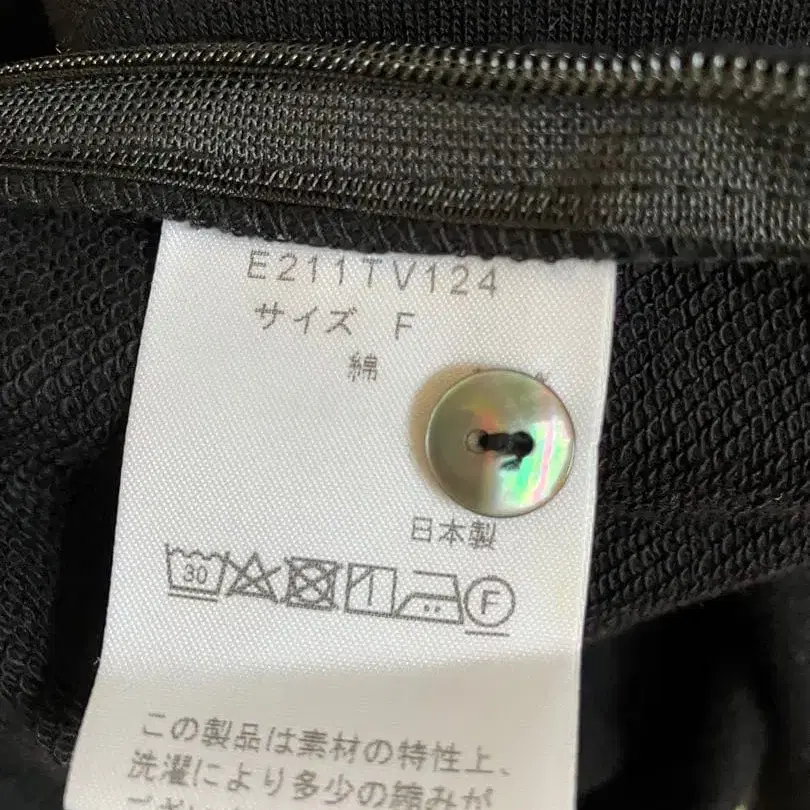 E211TV124
サイズ F
綿
日本製
30
F
この製品は素材の特性上、
洗濯により多少の縮みが